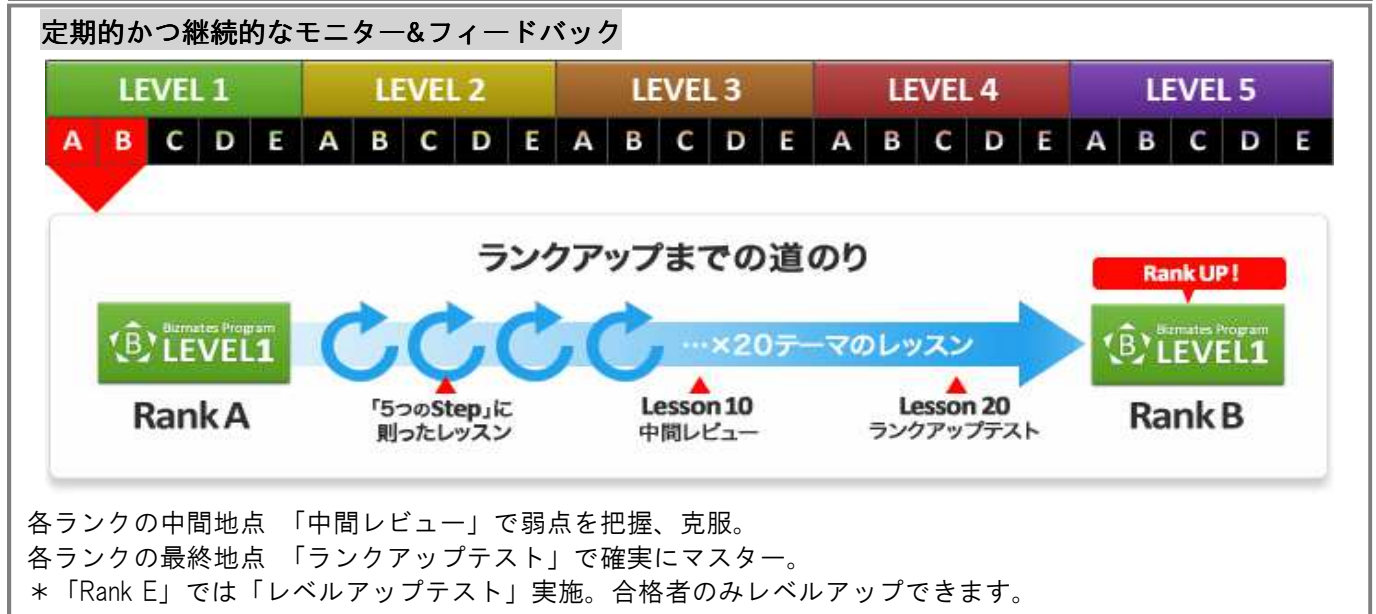 定期的かつ継続的なモニター&フィードバック
LEVEL 1 LEVEL 2 LEVEL 3 LEVEL 4 LEVEL 5
A B C D E A B C D E A B C D E A B C D E A B C D E
ランクアップまでの道のり
Rank UP!
B Bizmates Program LEVEL1
…×20テーマのレッスン
B Bizmates Program LEVEL1
Rank A
「5つのStep」に
則ったレッスン
Lesson 10
中間レビュー
Lesson 20
ランクアップテスト
Rank B
各ランクの中間地点 「中間レビュー」で弱点を把握、克服。
各ランクの最終地点 「ランクアップテスト」で確実にマスター。
＊「Rank E」では「レベルアップテスト」実施。合格者のみレベルアップできます。